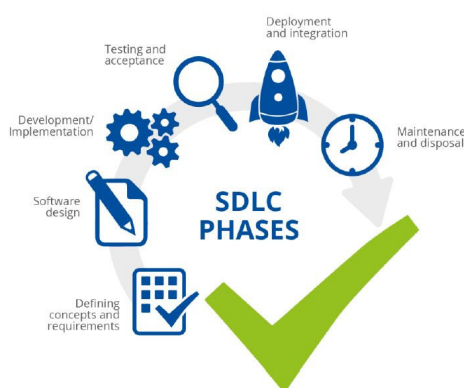 Deployment
and integration
Testing and
acceptance
Development/
Implementation
Maintenance
and disposal
Software
design
SDLC
PHASES
Defining
concepts and
requirements